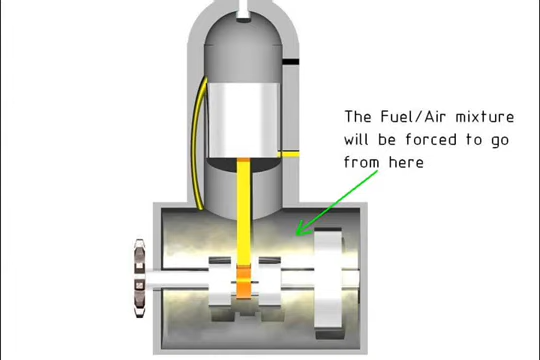 The Fuel/Air mixture
will be forced to go
from here